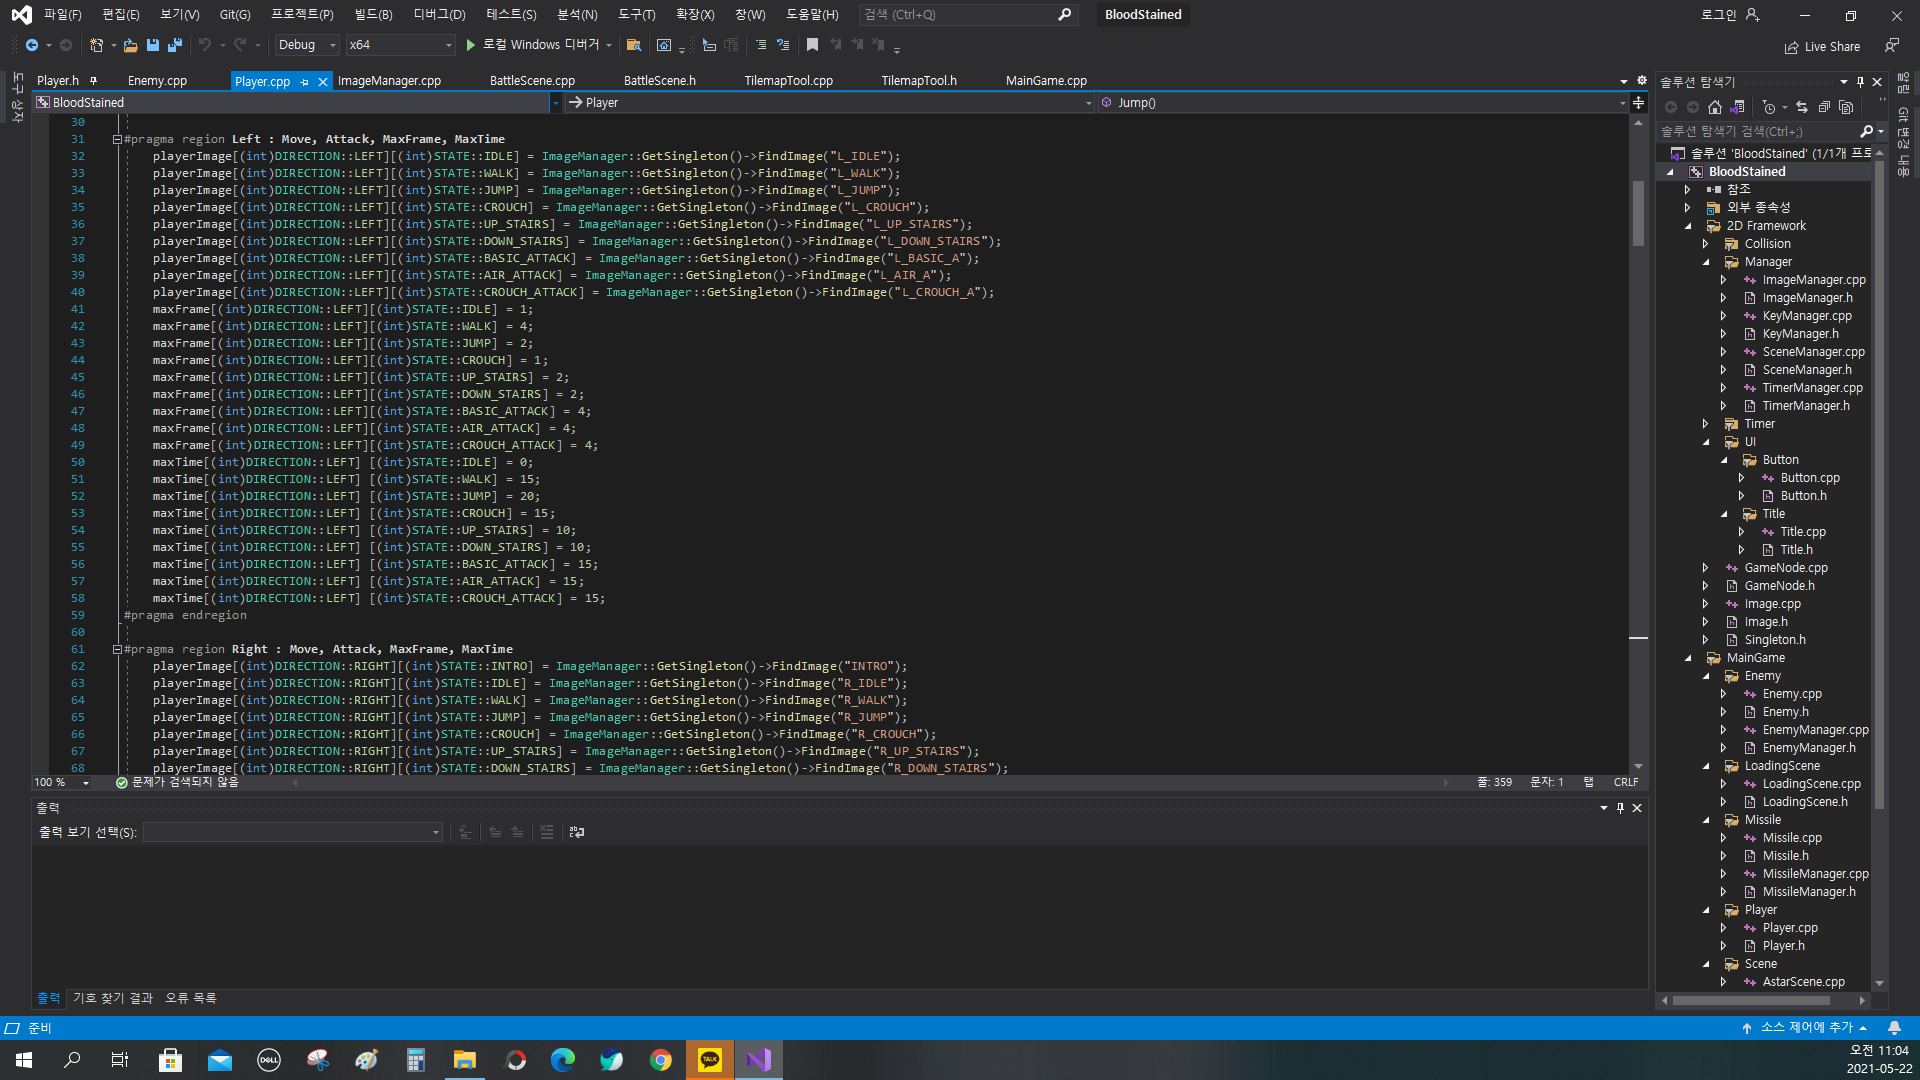 파일(F) 편집(E) 보기(V) Git(G) 프로젝트(P) 빌드(B) 디버그(D) 테스트(S) 분석(N) 도구(T) 확장(X) 창(W) 도움말(H) 검색 (Ctrl+Q) BloodStained 로그인
Debug x64 로컬 Windows 디버거 Live Share
도구 상자
Player.h Enemy.cpp Player.cpp ImageManager.cpp BattleScene.cpp BattleScene.h TilemapTool.cpp TilemapTool.h MainGame.cpp
BloodStained Player Jump()
30
31 #pragma region Left : Move, Attack, MaxFrame, MaxTime
32 playerImage[(int)DIRECTION::LEFT][(int)STATE::IDLE] = ImageManager::GetSingleton()->FindImage("L_IDLE");
33 playerImage[(int)DIRECTION::LEFT][(int)STATE::WALK] = ImageManager::GetSingleton()->FindImage("L_WALK");
34 playerImage[(int)DIRECTION::LEFT][(int)STATE::JUMP] = ImageManager::GetSingleton()->FindImage("L_JUMP");
35 playerImage[(int)DIRECTION::LEFT][(int)STATE::CROUCH] = ImageManager::GetSingleton()->FindImage("L_CROUCH");
36 playerImage[(int)DIRECTION::LEFT][(int)STATE::UP_STAIRS] = ImageManager::GetSingleton()->FindImage("L_UP_STAIRS");
37 playerImage[(int)DIRECTION::LEFT][(int)STATE::DOWN_STAIRS] = ImageManager::GetSingleton()->FindImage("L_DOWN_STAIRS");
38 playerImage[(int)DIRECTION::LEFT][(int)STATE::BASIC_ATTACK] = ImageManager::GetSingleton()->FindImage("L_BASIC_A");
39 playerImage[(int)DIRECTION::LEFT][(int)STATE::AIR_ATTACK] = ImageManager::GetSingleton()->FindImage("L_AIR_A");
40 playerImage[(int)DIRECTION::LEFT][(int)STATE::CROUCH_ATTACK] = ImageManager::GetSingleton()->FindImage("L_CROUCH_A");
41 maxFrame[(int)DIRECTION::LEFT][(int)STATE::IDLE] = 1;
42 maxFrame[(int)DIRECTION::LEFT][(int)STATE::WALK] = 4;
43 maxFrame[(int)DIRECTION::LEFT][(int)STATE::JUMP] = 2;
44 maxFrame[(int)DIRECTION::LEFT][(int)STATE::CROUCH] = 1;
45 maxFrame[(int)DIRECTION::LEFT][(int)STATE::UP_STAIRS] = 2;
46 maxFrame[(int)DIRECTION::LEFT][(int)STATE::DOWN_STAIRS] = 2;
47 maxFrame[(int)DIRECTION::LEFT][(int)STATE::BASIC_ATTACK] = 4;
48 maxFrame[(int)DIRECTION::LEFT][(int)STATE::AIR_ATTACK] = 4;
49 maxFrame[(int)DIRECTION::LEFT][(int)STATE::CROUCH_ATTACK] = 4;
50 maxTime[(int)DIRECTION::LEFT] [(int)STATE::IDLE] = 0;
51 maxTime[(int)DIRECTION::LEFT] [(int)STATE::WALK] = 15;
52 maxTime[(int)DIRECTION::LEFT] [(int)STATE::JUMP] = 20;
53 maxTime[(int)DIRECTION::LEFT] [(int)STATE::CROUCH] = 15;
54 maxTime[(int)DIRECTION::LEFT] [(int)STATE::UP_STAIRS] = 10;
55 maxTime[(int)DIRECTION::LEFT] [(int)STATE::DOWN_STAIRS] = 10;
56 maxTime[(int)DIRECTION::LEFT] [(int)STATE::BASIC_ATTACK] = 15;
57 maxTime[(int)DIRECTION::LEFT] [(int)STATE::AIR_ATTACK] = 15;
58 maxTime[(int)DIRECTION::LEFT] [(int)STATE::CROUCH_ATTACK] = 15;
59 #pragma endregion
60
61 #pragma region Right : Move, Attack, MaxFrame, MaxTime
62 playerImage[(int)DIRECTION::RIGHT][(int)STATE::INTRO] = ImageManager::GetSingleton()->FindImage("INTRO");
63 playerImage[(int)DIRECTION::RIGHT][(int)STATE::IDLE] = ImageManager::GetSingleton()->FindImage("R_IDLE");
64 playerImage[(int)DIRECTION::RIGHT][(int)STATE::WALK] = ImageManager::GetSingleton()->FindImage("R_WALK");
65 playerImage[(int)DIRECTION::RIGHT][(int)STATE::JUMP] = ImageManager::GetSingleton()->FindImage("R_JUMP");
66 playerImage[(int)DIRECTION::RIGHT][(int)STATE::CROUCH] = ImageManager::GetSingleton()->FindImage("R_CROUCH");
67 playerImage[(int)DIRECTION::RIGHT][(int)STATE::UP_STAIRS] = ImageManager::GetSingleton()->FindImage("R_UP_STAIRS");
68 playerImage[(int)DIRECTION::RIGHT][(int)STATE::DOWN_STAIRS] = ImageManager::GetSingleton()->FindImage("R_DOWN_STAIRS");
100 % 문제가 검색되지 않음 줄: 359 문자: 1 탭 CRLF
출력
출력 보기 선택(S):
출력 기호 찾기 결과 오류 목록
솔루션 탐색기
솔루션 탐색기 검색(Ctrl+;)
솔루션 'BloodStained' (1/1개 프로
BloodStained
참조
외부 종속성
2D Framework
Collision
Manager
ImageManager.cpp
ImageManager.h
KeyManager.cpp
KeyManager.h
SceneManager.cpp
SceneManager.h
TimerManager.cpp
TimerManager.h
Timer
UI
Button
Button.cpp
Button.h
Title
Title.cpp
Title.h
GameNode.cpp
GameNode.h
Image.cpp
Image.h
Singleton.h
MainGame
Enemy
Enemy.cpp
Enemy.h
EnemyManager.cpp
EnemyManager.h
LoadingScene
LoadingScene.cpp
LoadingScene.h
Missile
Missile.cpp
Missile.h
MissileManager.cpp
MissileManager.h
Player
Player.cpp
Player.h
Scene
AstarScene.cpp
알림
Git 변경 내용
준비 소스 제어에 추가
DELL
TALK
오전 11:04
2021-05-22